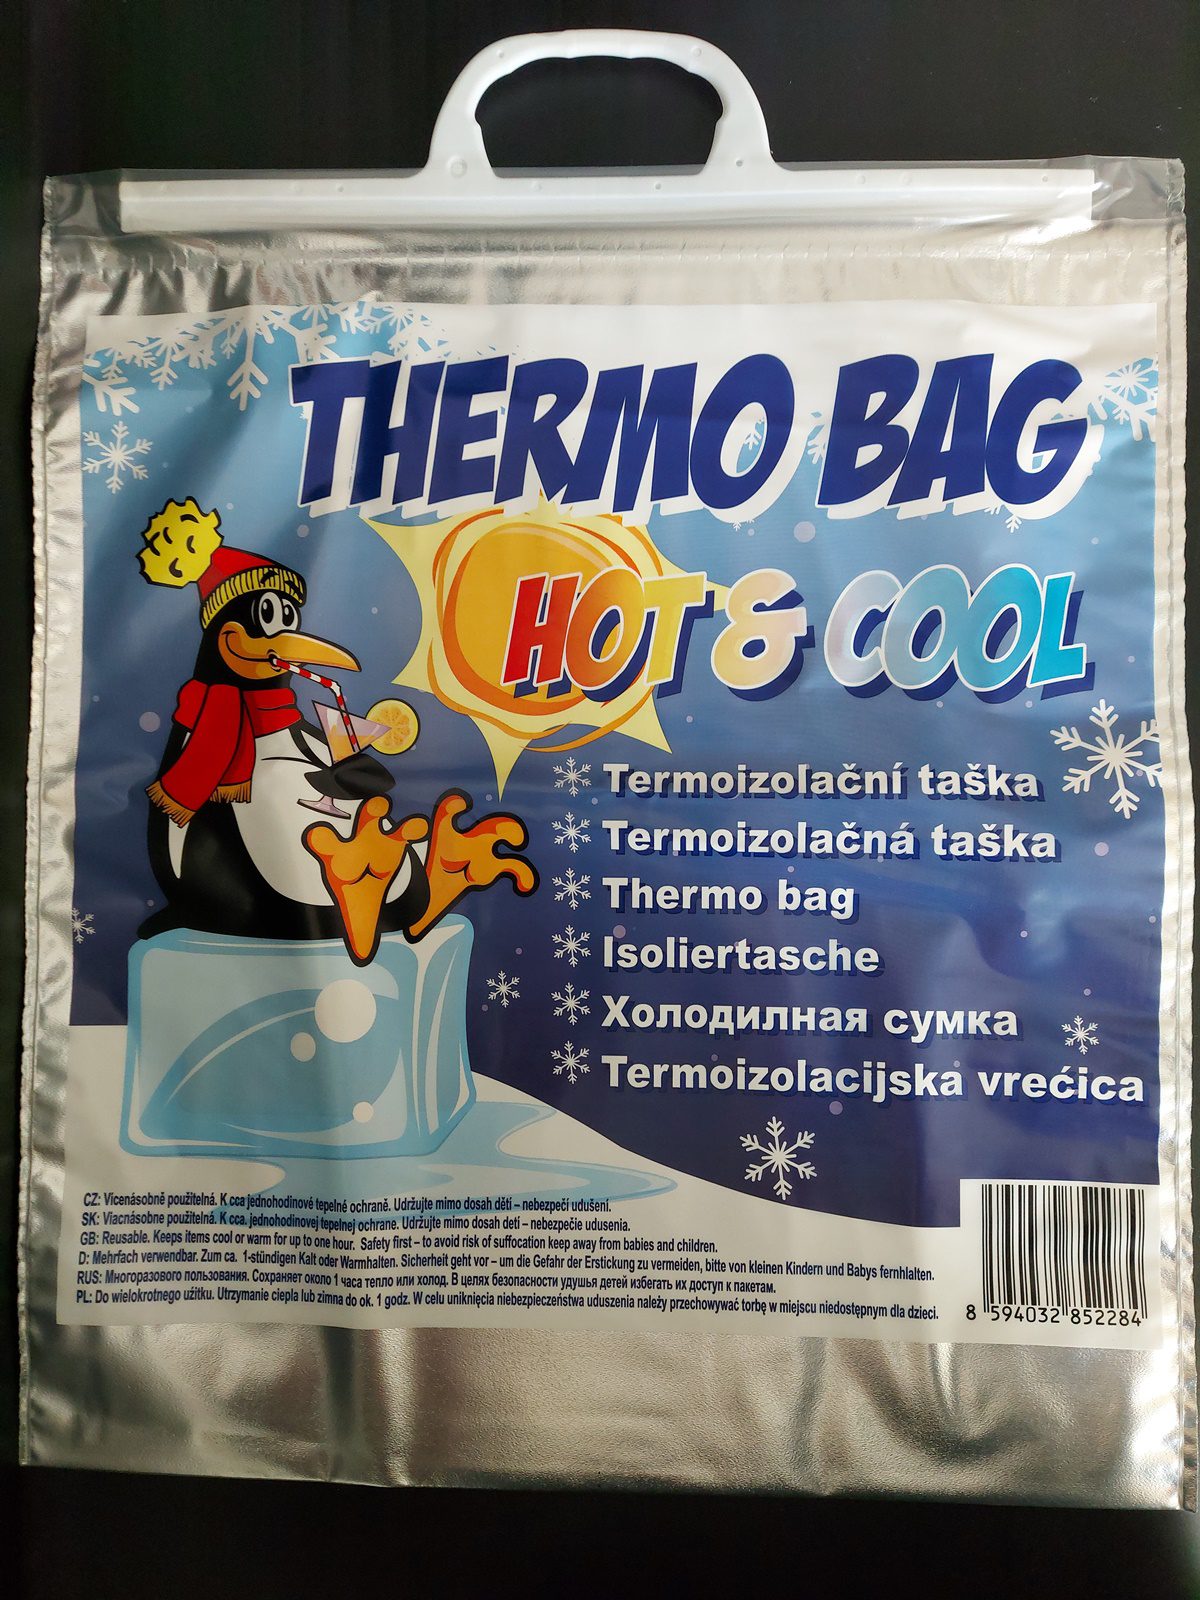 THERMO BAG
HOT & COOL
Termoizolační taška
Termoizolačná taška
Thermo bag
Isoliertasche
Холодилная сумка
Termoizolacijska vrećica
CZ: Vícenásobně použitelná. K cca jednohodinové tepelné ochraně. Udržujte mimo dosah dětí – nebezpečí udušení.
SK: Viacnásobne použitelná. K cca. jednohodinovej tepelnej ochrane. Udržujte mimo dosah detí – nebezpečie udusenia.
GB: Reusable. Keeps items cool or warm for up to one hour. Safety first – to avoid risk of suffocation keep away from babies and children.
D: Mehrfach verwendbar. Zum ca. 1-stündigen Kalt oder Warmhalten. Sicherheit geht vor – um die Gefahr der Erstickung zu vermeiden, bitte von kleinen Kindern und Babys fernhlalten.
RUS: Многоразового пользования. Сохраняет около 1 часа тепло или холод. В целях безопасности удушья детей избегать их доступ к пакетам.
PL: Do wielokrotnego użitku. Utrzymanie ciepla lub zimna do ok. 1 godz. W celu uniknięcia niebezpieczeństwa uduszenia należy przechowywać torbę w miejscu niedostępnym dla dzieci.
8 594032 852284